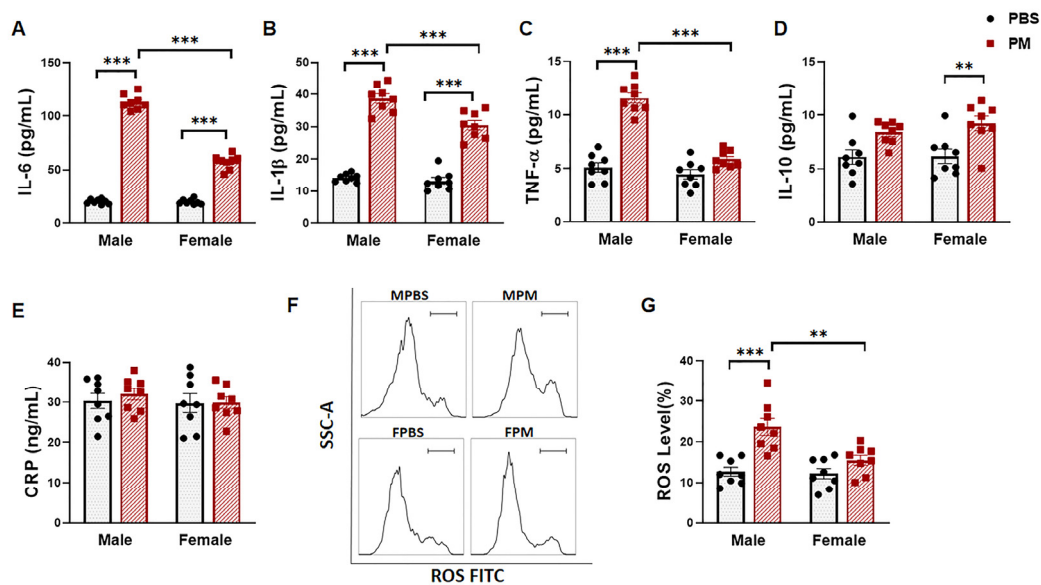 PBS
PM
A
***
***
***
IL-6 (pg/mL)
150
100
50
0
Male
Female
B
***
***
***
IL-1β (pg/mL)
50
40
30
20
10
0
Male
Female
C
***
***
TNF-α (pg/mL)
15
10
5
0
Male
Female
D
**
IL-10 (pg/mL)
15
10
5
0
Male
Female
E
CRP (ng/mL)
40
30
20
10
0
Male
Female
F
MPBS
MPM
FPBS
FPM
SSC-A
ROS FITC
G
***
**
ROS Level(%)
40
30
20
10
0
Male
Female